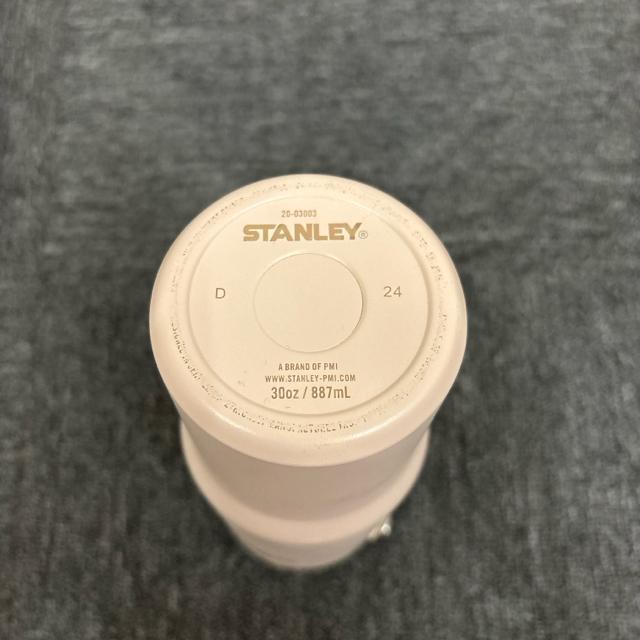 20-03003
STANLEY®
D
24
A BRAND OF PMI
WWW.STANLEY-PMI.COM
30oz / 887mL